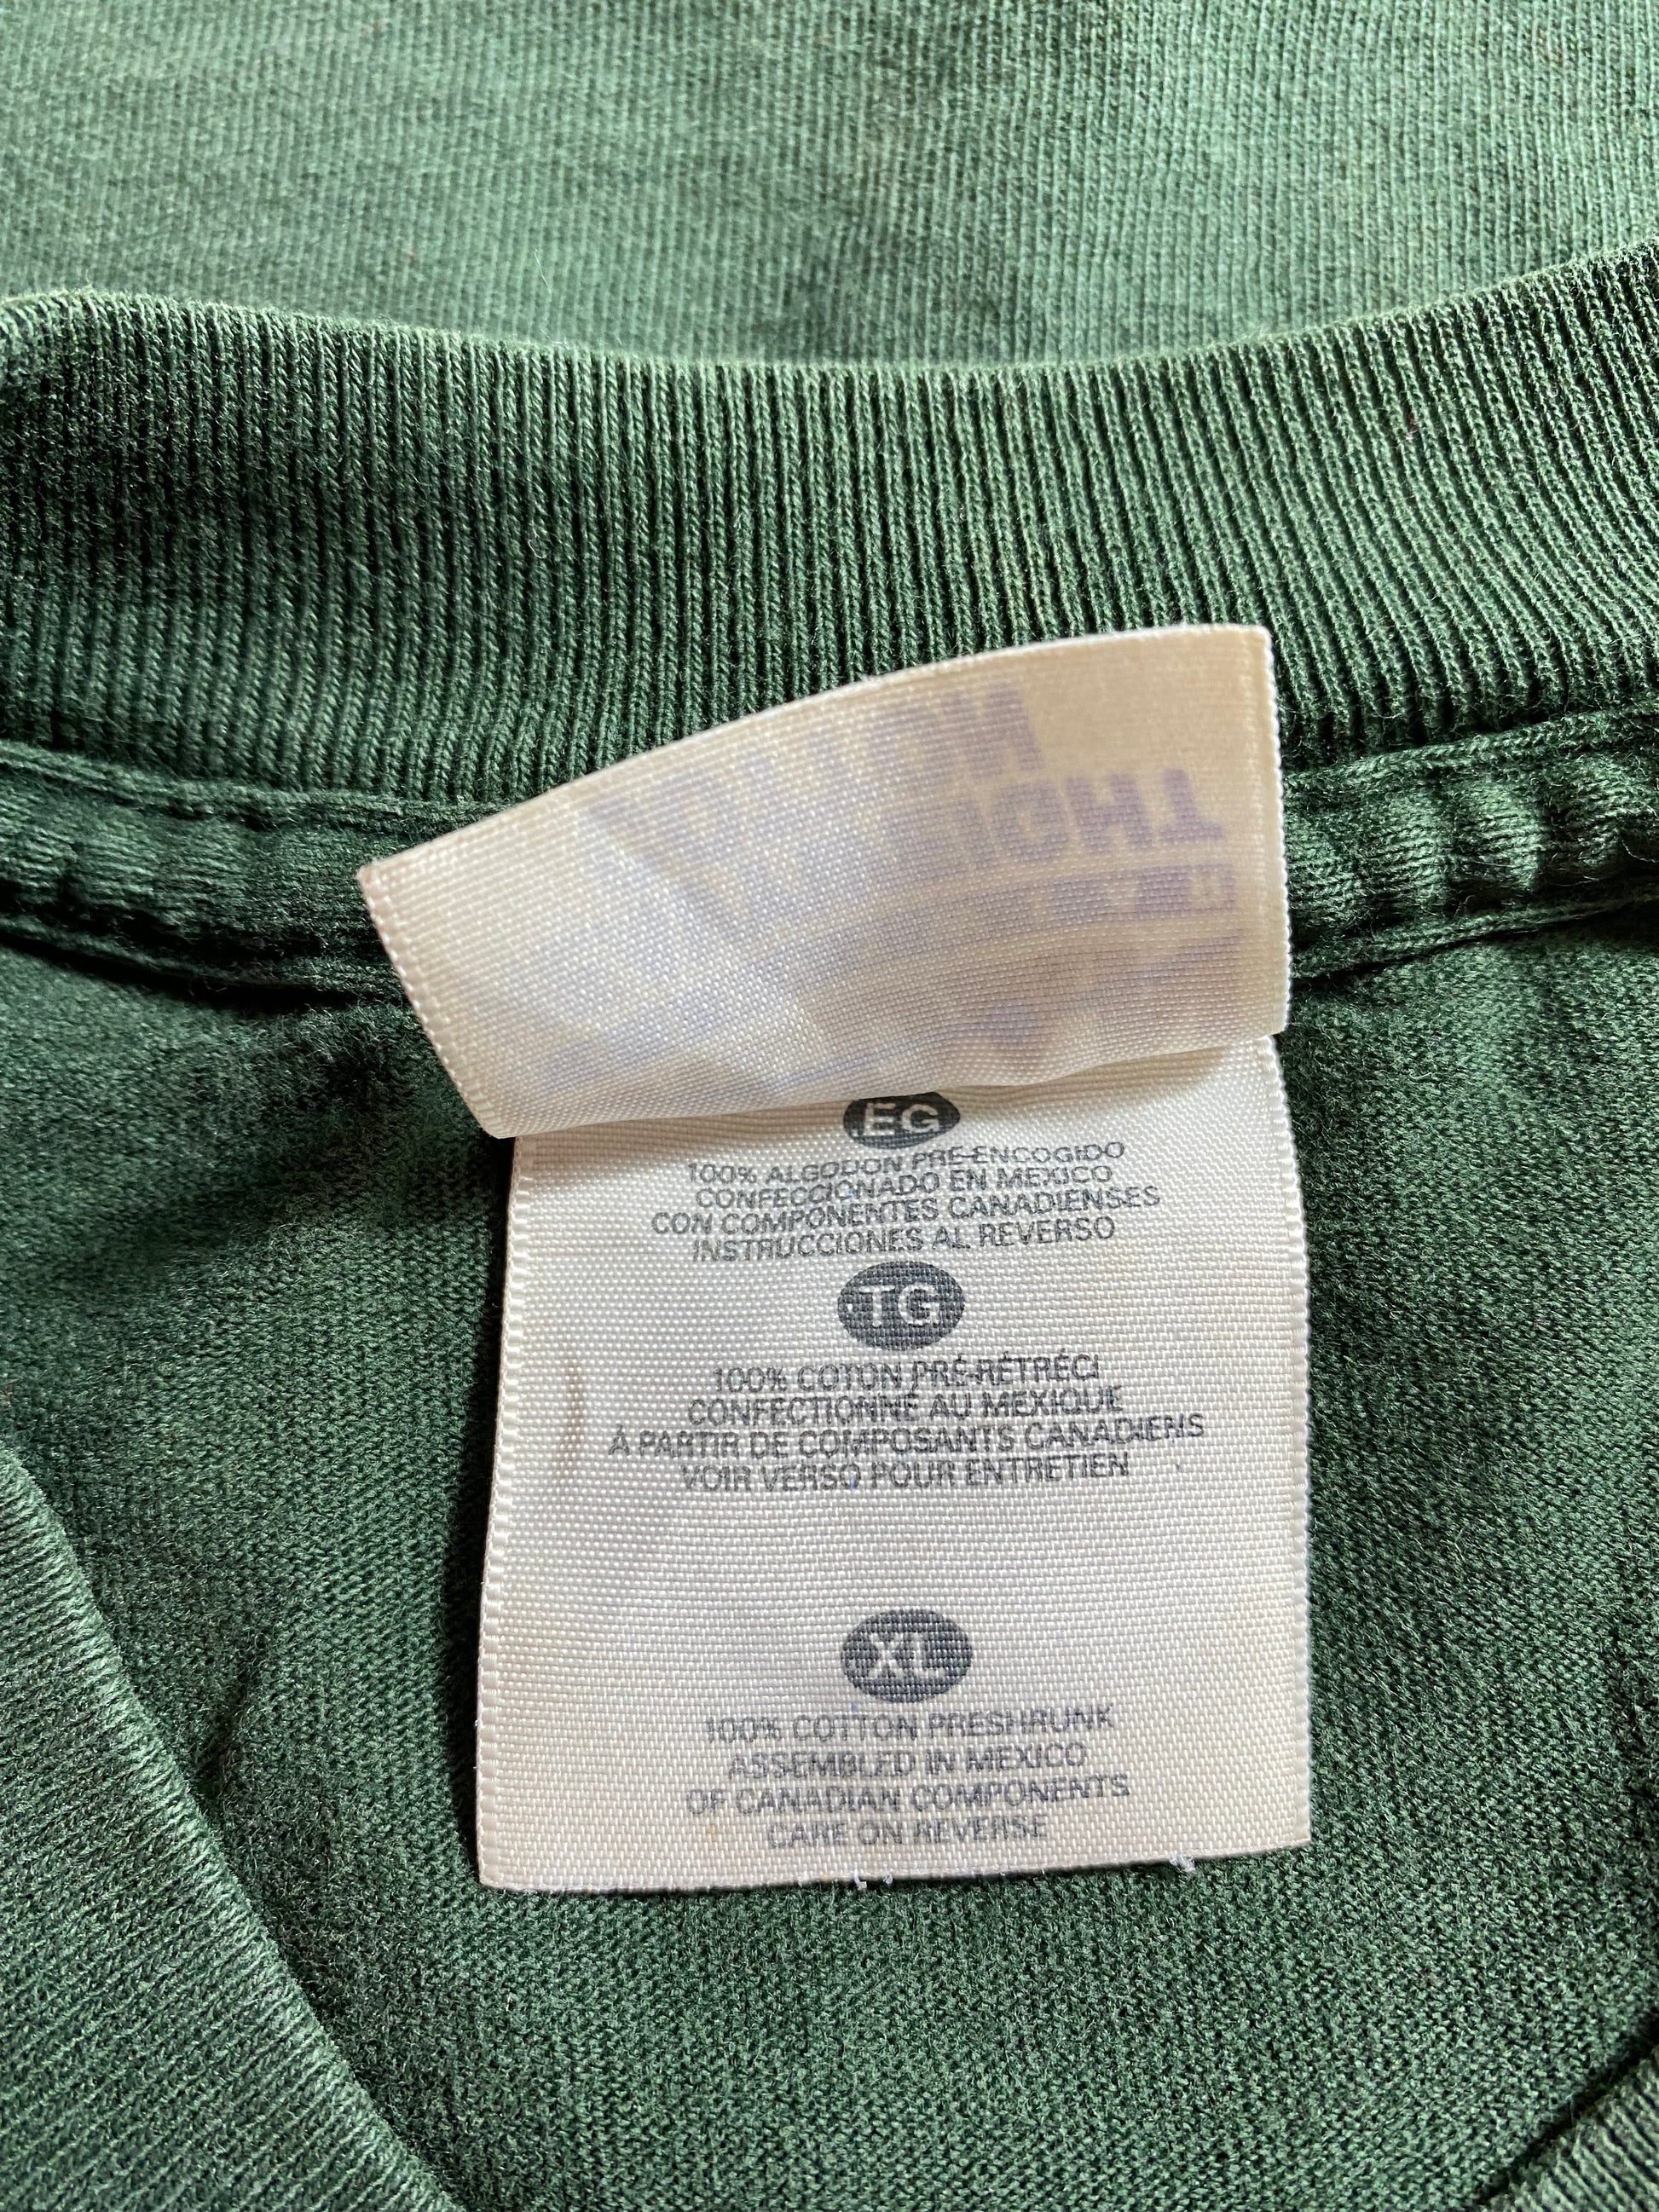 EG
100% ALGODON PRE-ENCOGIDO
CONFECCIONADO EN MEXICO
CON COMPONENTES CANADIENSES
INSTRUCCIONES AL REVERSO
TG
100% COTON PRÉ-RÉTRÉCI
CONFECTIONNÉ AU MEXIQUE
À PARTIR DE COMPOSANTS CANADIENS
VOIR VERSO POUR ENTRETIEN
XL
100% COTTON PRESHRUNK
ASSEMBLED IN MEXICO
OF CANADIAN COMPONENTS
CARE ON REVERSE